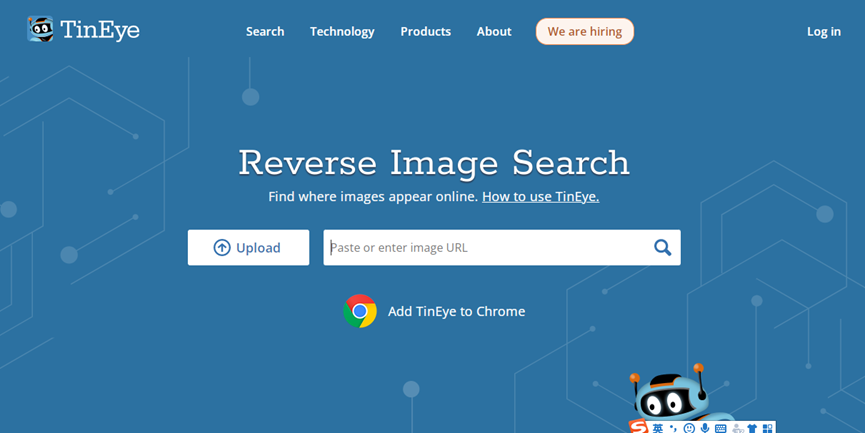 TinEye
Search Technology Products About We are hiring Log in
Reverse Image Search
Find where images appear online. How to use TinEye.
Upload
Paste or enter image URL
Add TinEye to Chrome
S 英